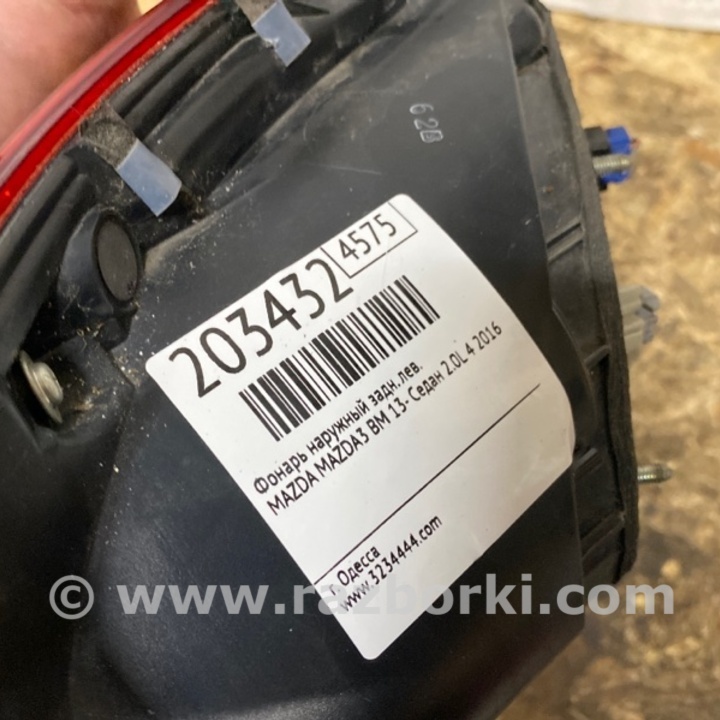 62B
203432 4575
Фонарь наружный задн.лев.
MAZDA MAZDA3 BM 13- Седан 2.0L 4 2016
Одесса
www.3234444.com
© www.razborki.com